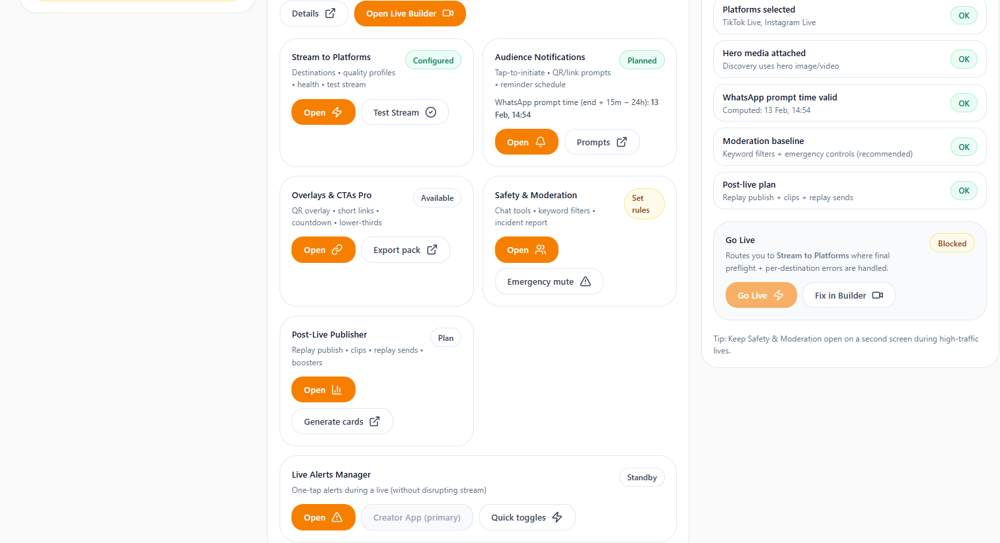 Details
Open Live Builder
Stream to Platforms
Configured
Destinations • quality profiles
• health • test stream
Open
Test Stream
Audience Notifications
Planned
Tap-to-initiate • QR/link prompts
• reminder schedule
WhatsApp prompt time (end + 15m – 24h): 13
Feb, 14:54
Open
Prompts
Overlays & CTAs Pro
Available
QR overlay • short links •
countdown • lower-thirds
Open
Export pack
Safety & Moderation
Set
rules
Chat tools • keyword filters •
incident report
Open
Emergency mute
Post-Live Publisher
Plan
Replay publish • clips • replay sends •
boosters
Open
Generate cards
Live Alerts Manager
Standby
One-tap alerts during a live (without disrupting stream)
Open
Creator App (primary)
Quick toggles
Platforms selected
TikTok Live, Instagram Live
OK
Hero media attached
Discovery uses hero image/video
OK
WhatsApp prompt time valid
Computed: 13 Feb, 14:54
OK
Moderation baseline
Keyword filters + emergency controls (recommended)
OK
Post-live plan
Replay publish + clips + replay sends
OK
Go Live
Blocked
Routes you to Stream to Platforms where final
preflight + per-destination errors are handled.
Go Live
Fix in Builder
Tip: Keep Safety & Moderation open on a second screen during high-traffic
lives.